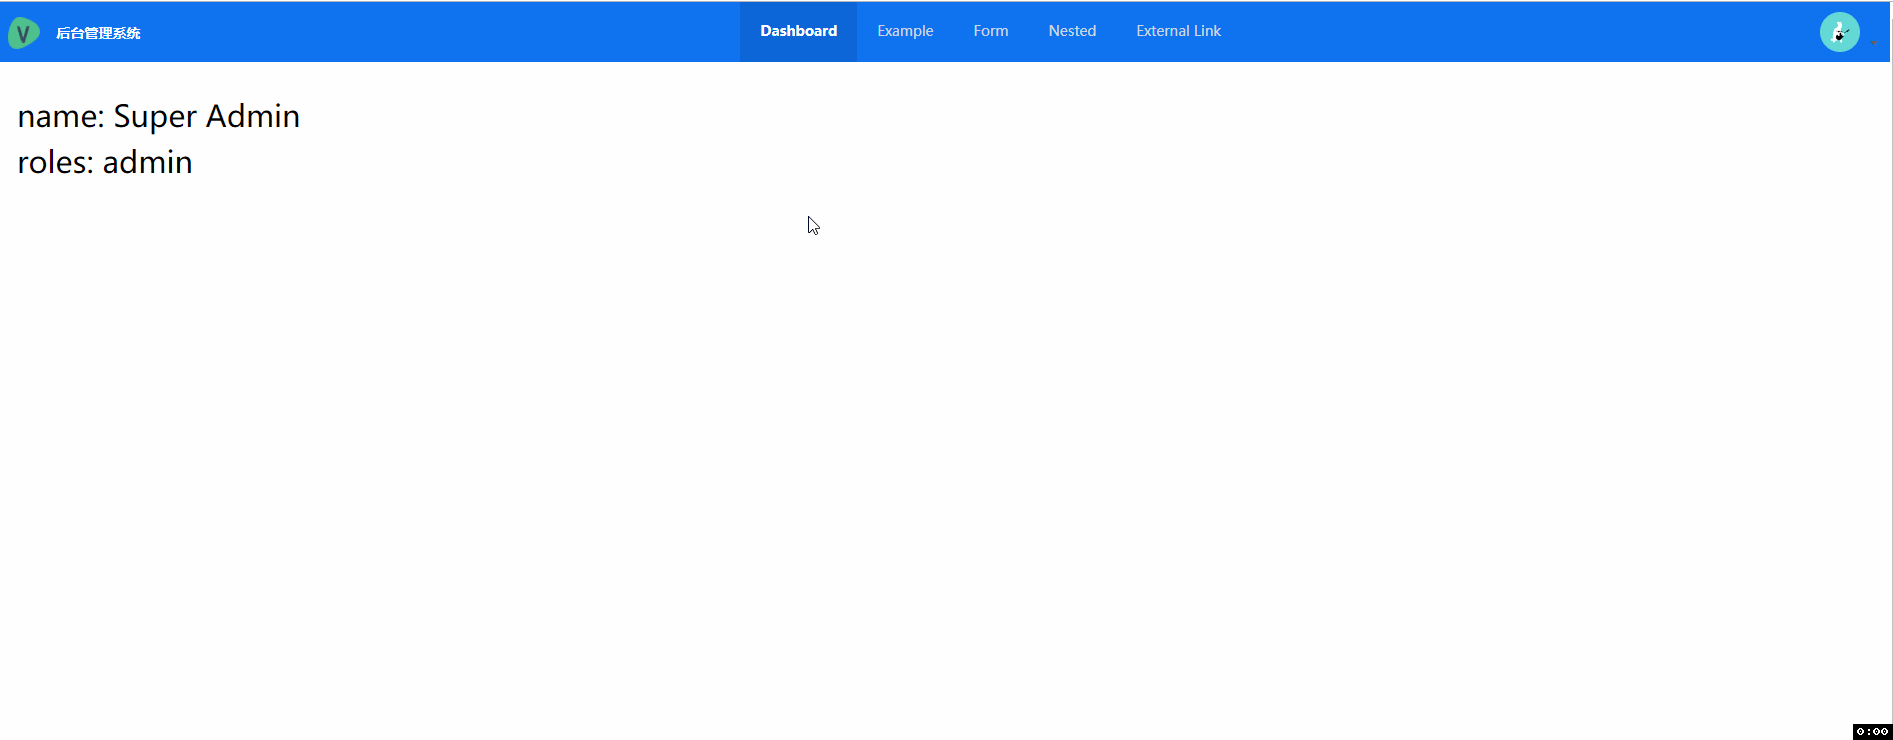 V 后台管理系统 Dashboard Example Form Nested External Link
name: Super Admin
roles: admin
0:00